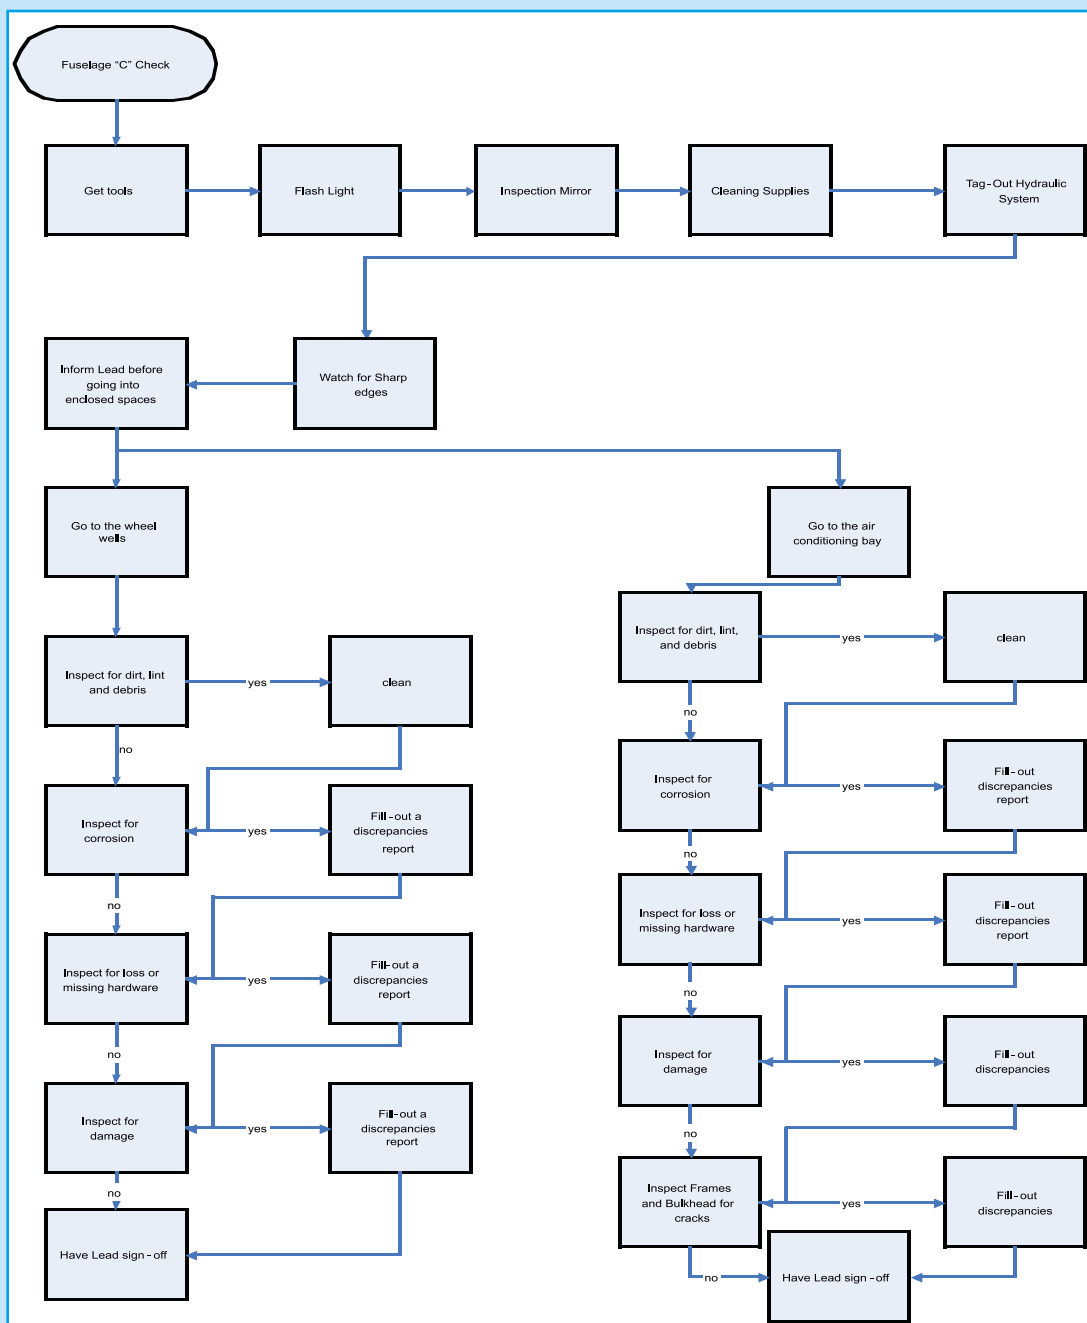 Fuselage “C” Check
Get tools
Flash Light
Inspection Mirror
Cleaning Supplies
Tag-Out Hydraulic
System
Inform Lead before
going into
enclosed spaces
Watch for Sharp
edges
Go to the wheel
wells
Inspect for dirt, lint
and debris
yes
clean
no
Inspect for
corrosion
yes
Fill-out a
discrepancies
report
no
Inspect for loss or
missing hardware
yes
Fill-out a
discrepancies
report
no
Inspect for
damage
yes
Fill-out a
discrepancies
report
no
Have Lead sign-off
Go to the air
conditioning bay
Inspect for dirt, lint,
and debris
yes
clean
no
Inspect for
corrosion
yes
Fill-out
discrepancies
report
no
Inspect for loss or
missing hardware
yes
Fill-out
discrepancies
report
no
Inspect for
damage
yes
Fill-out
discrepancies
no
Inspect Frames
and Bulkhead for
cracks
yes
Fill-out
discrepancies
no
Have Lead sign-off